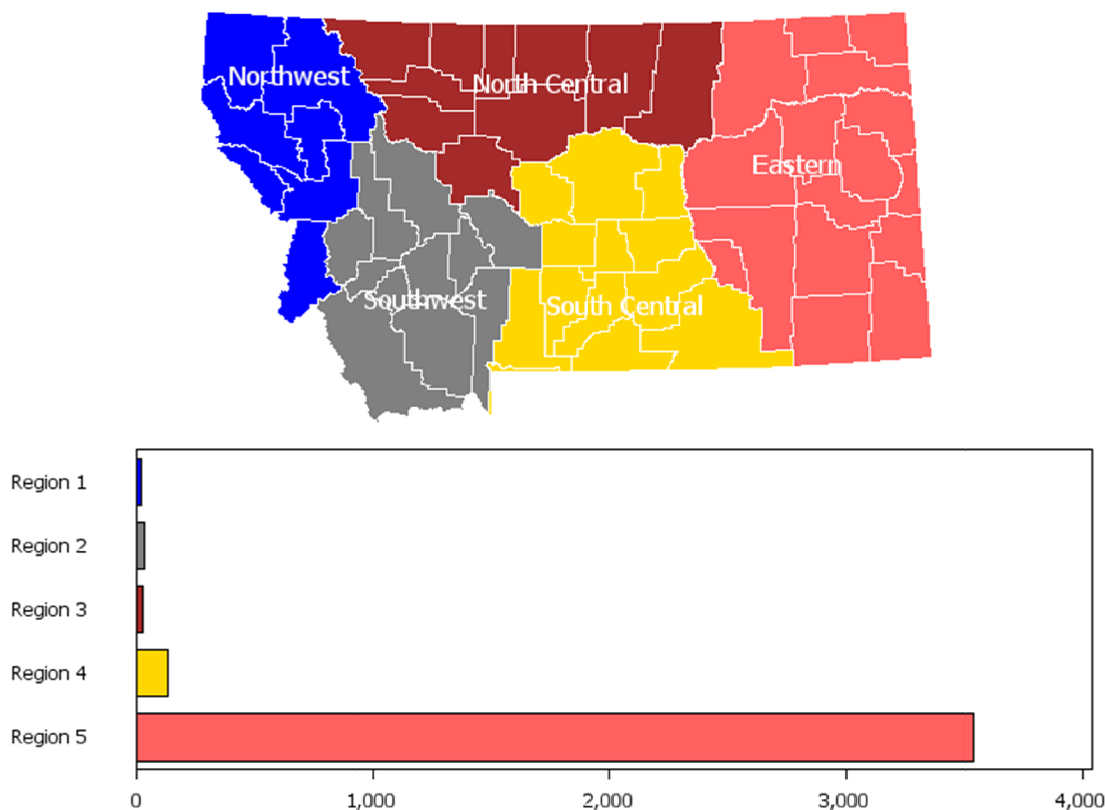 Northwest
North Central
Eastern
Southwest
South Central
Region 1
Region 2
Region 3
Region 4
Region 5
0 1,000 2,000 3,000 4,000